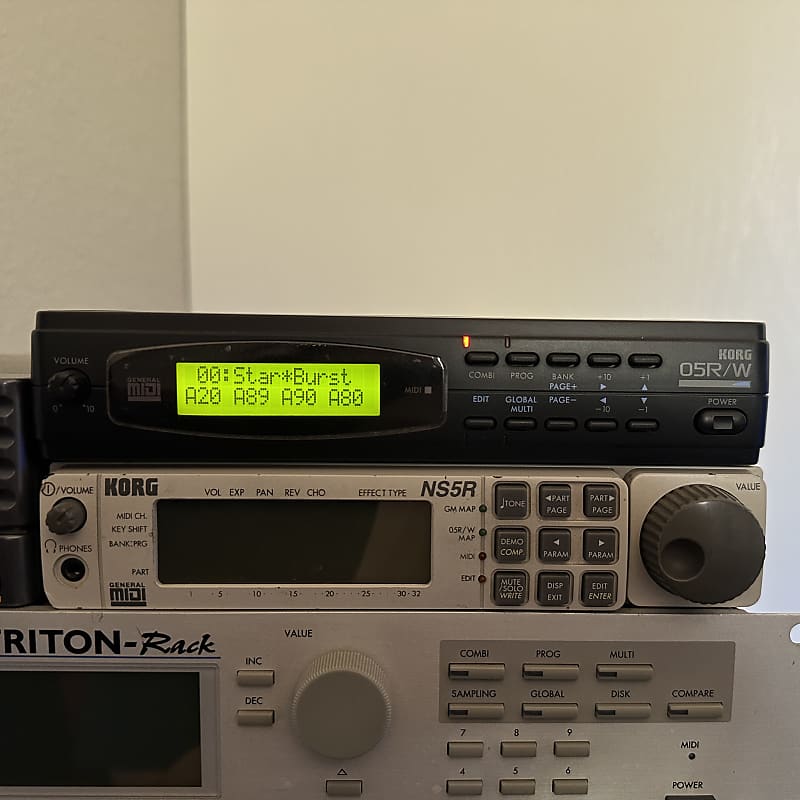 VOLUME
0 10
GENERAL
MIDI
00:Star*Burst
A20 A89 A90 A80
MIDI
COMBI PROG BANK +10 +1
PAGE+ ▶ ▲
EDIT GLOBAL MULTI PAGE− ◀ −10 ▼ −1
KORG
05R/W
POWER
/VOLUME
PHONES
KORG
VOL EXP PAN REV CHO EFFECT TYPE
NS5R
MIDI CH.
KEY SHIFT
BANK:PRG
PART
GENERAL
MIDI
1 · 5 · 10 · 15 · 20 · 25 · 30·32
GM MAP
05R/W
MAP
MIDI
EDIT
♩TONE
◀PART
PAGE
PART▶
PAGE
DEMO
COMP.
◀
PARAM
▶
PARAM
MUTE
/SOLO
WRITE
DISP
EXIT
EDIT
ENTER
VALUE
TRITON-Rack
VALUE
INC
DEC
COMBI PROG MULTI
SAMPLING GLOBAL DISK COMPARE
7 8 9
4 5 6
MIDI
POWER